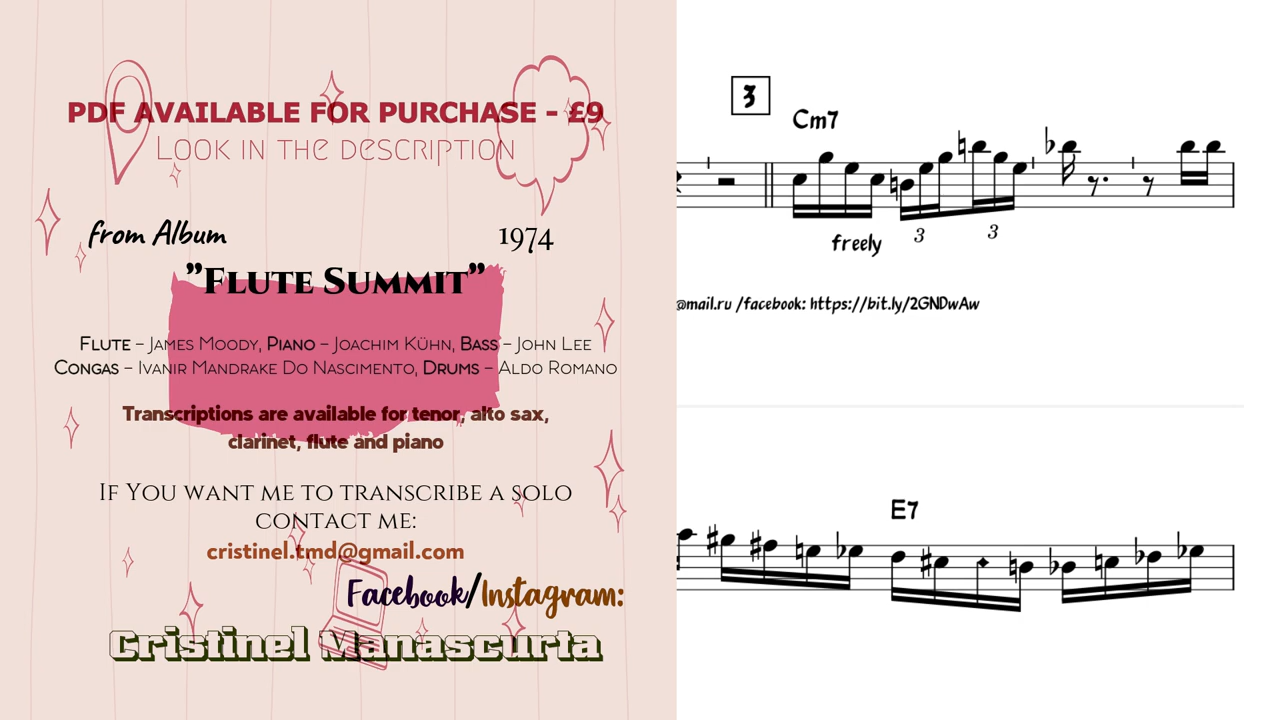 PDF AVAILABLE FOR PURCHASE - £9
LOOK IN THE DESCRIPTION
from Album
1974
"FLUTE SUMMIT"
FLUTE – JAMES MOODY, PIANO – JOACHIM KÜHN, BASS – JOHN LEE
CONGAS – IVANIR MANDRAKE DO NASCIMENTO, DRUMS – ALDO ROMANO
Transcriptions are available for tenor, alto sax,
clarinet, flute and piano
IF YOU WANT ME TO TRANSCRIBE A SOLO
CONTACT ME:
cristinel.tmd@gmail.com
Facebook/Instagram:
Cristinel Manascurta
3
Cm7
freely
3
3
@mail.ru /facebook: https://bit.ly/2GNDwAw
E7